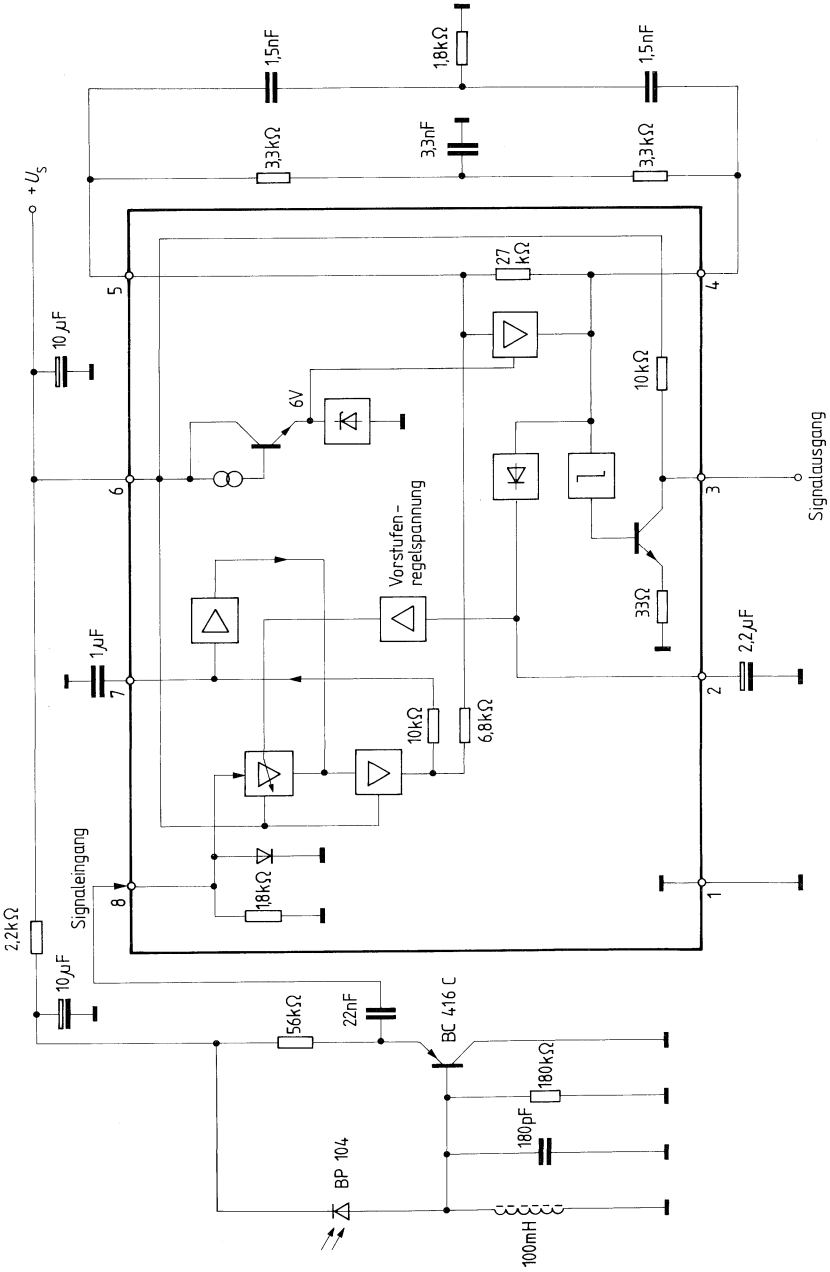 1,5nF
1,8kΩ
1,5nF
3,3kΩ
3,3nF
3,3kΩ
+Us
10µF
5
27
kΩ
4
6V
10kΩ
6
3
Signalausgang
Vorstufen-
regelspannung
33Ω
1µF
7
2,2µF
2
10kΩ
6,8kΩ
Signaleingang
8
1,8kΩ
1
2,2kΩ
10µF
56kΩ
22nF
BC 416 C
180kΩ
180pF
BP 104
100mH